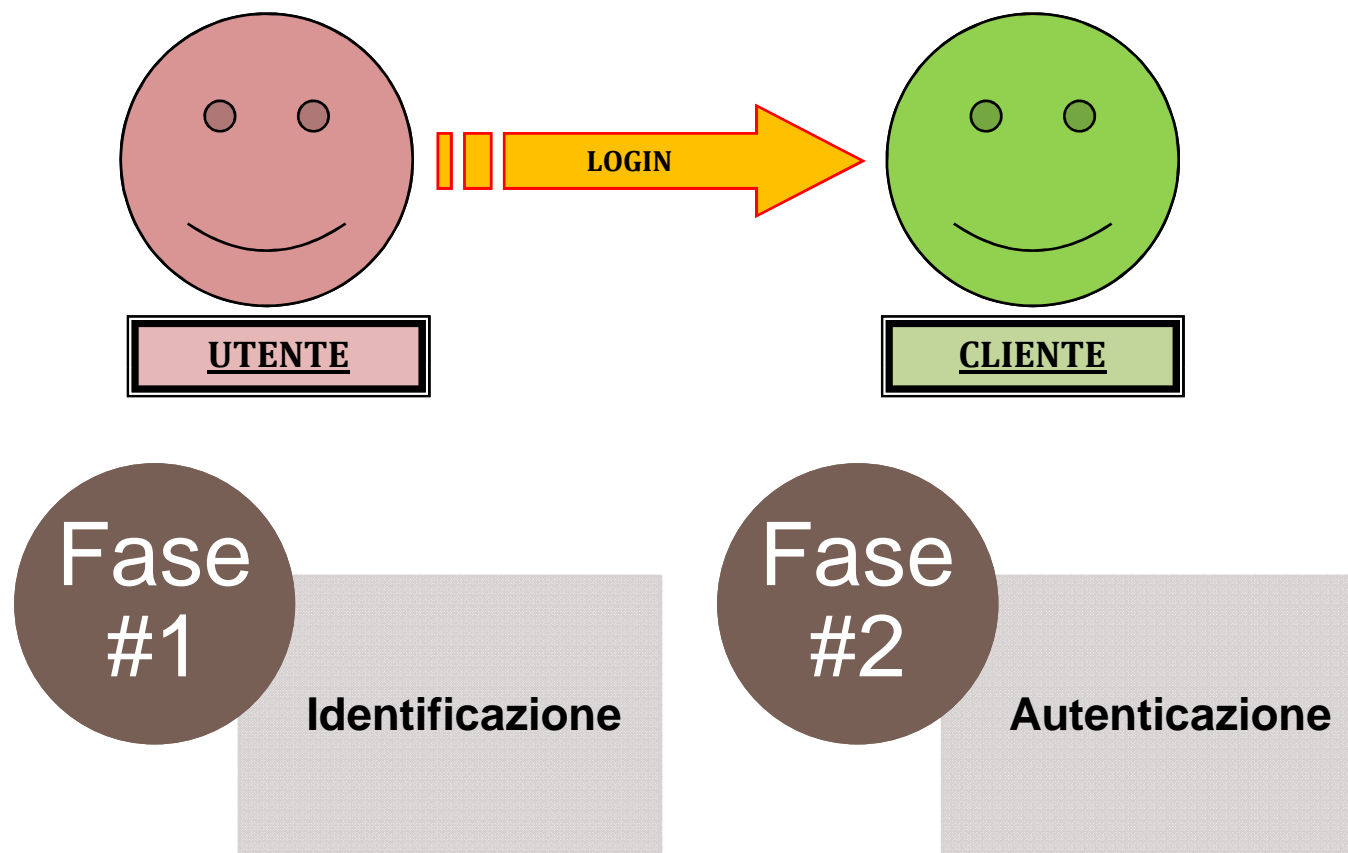 LOGIN
UTENTE
CLIENTE
Fase
#1
Identificazione
Fase
#2
Autenticazione